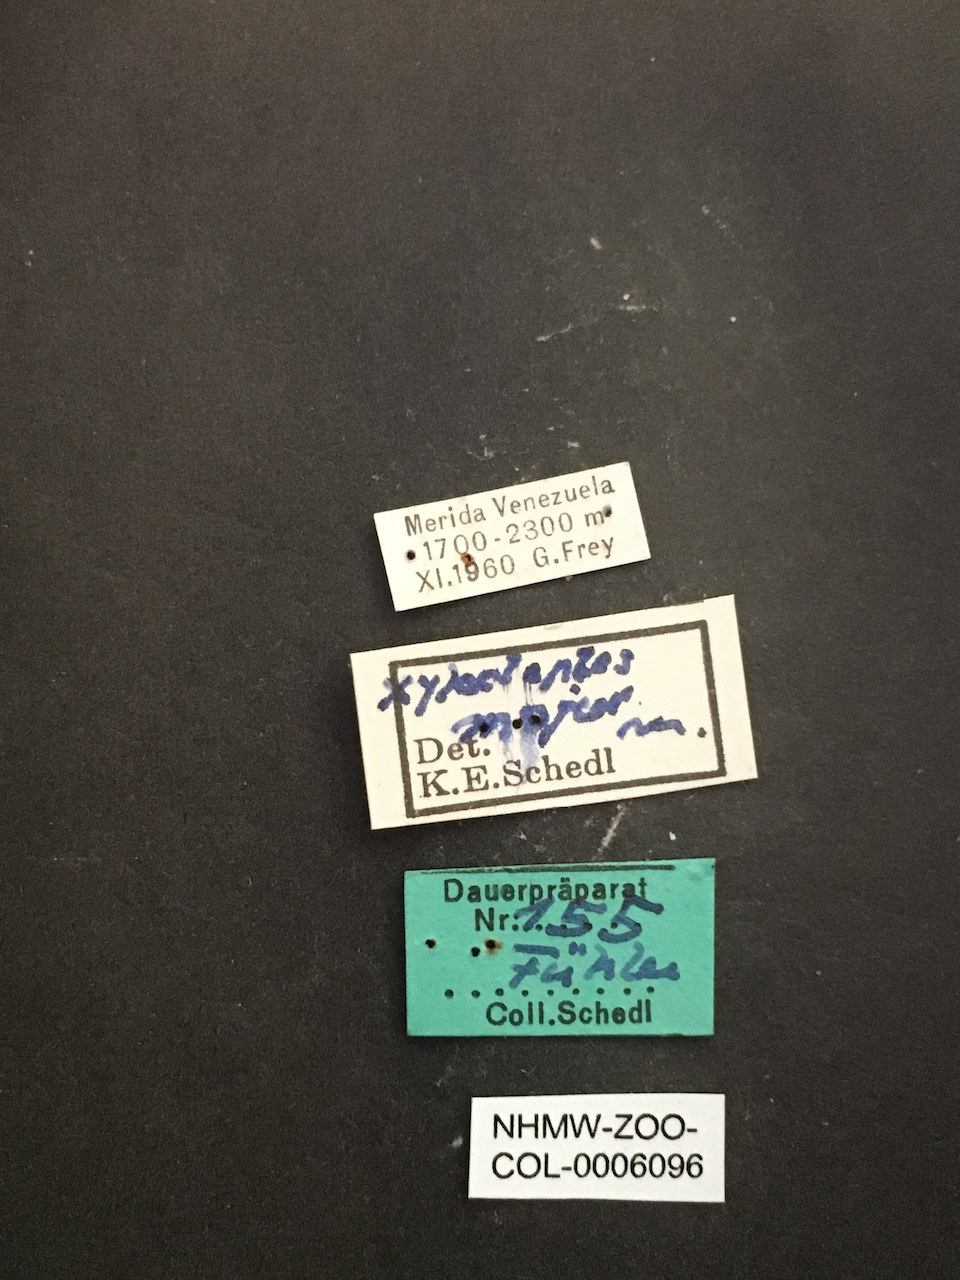 Merida Venezuela
1700-2300 m
XI.1960 G.Frey
Xylechinites
major n.
Det.
K.E.Schedl
Dauerpräparat
Nr. 155
Fühler
Coll.Schedl
NHMW-ZOO-
COL-0006096